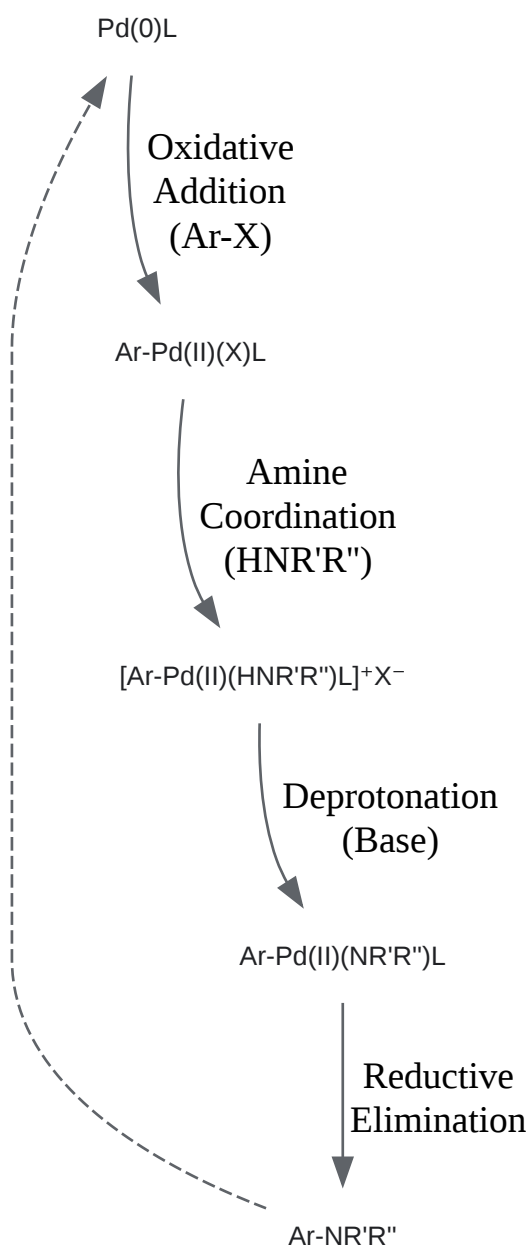 Pd(0)L
Oxidative
Addition
(Ar-X)
Ar-Pd(II)(X)L
Amine
Coordination
(HNR'R")
[Ar-Pd(II)(HNR'R")L]⁺X⁻
Deprotonation
(Base)
Ar-Pd(II)(NR'R")L
Reductive
Elimination
Ar-NR'R"